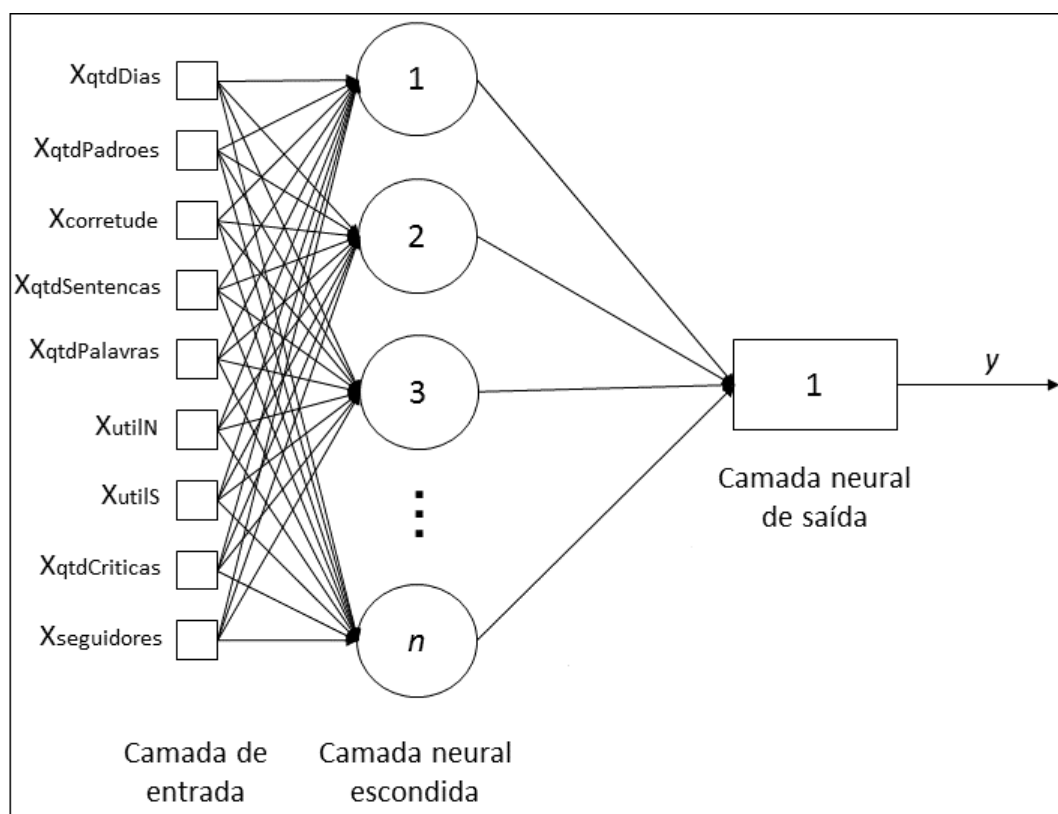 XqtdDias
XqtdPadroes
Xcorretude
XqtdSentencas
XqtdPalavras
XutilN
XutilS
XqtdCriticas
Xseguidores
1
2
3
n
1
y
Camada neural
de saída
Camada de
entrada
Camada neural
escondida